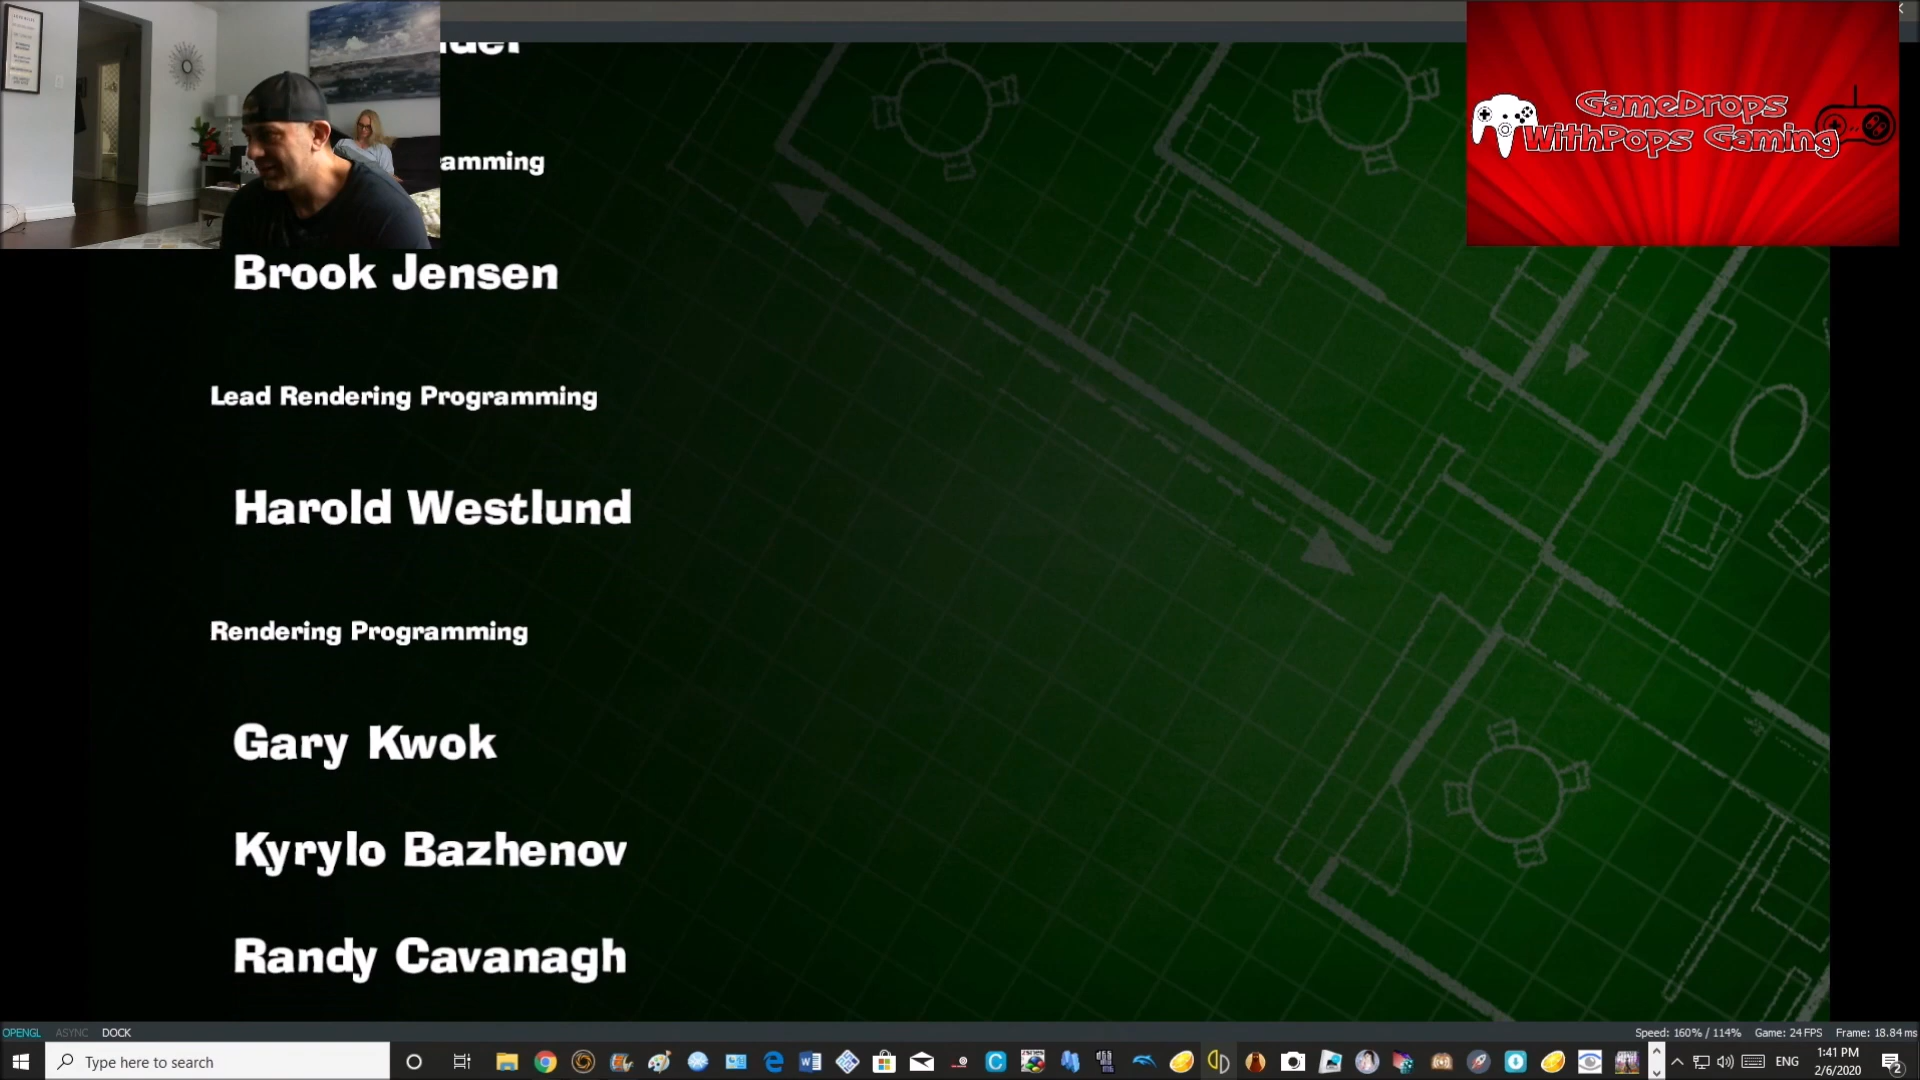 GameDrops
WithPops Gaming
amming
Brook Jensen
Lead Rendering Programming
Harold Westlund
Rendering Programming
Gary Kwok
Kyrylo Bazhenov
Randy Cavanagh
OPENGL ASYNC DOCK
Speed: 160% / 114% Game: 24 FPS Frame: 18.84 ms
Type here to search
ENG
1:41 PM
2/6/2020
2